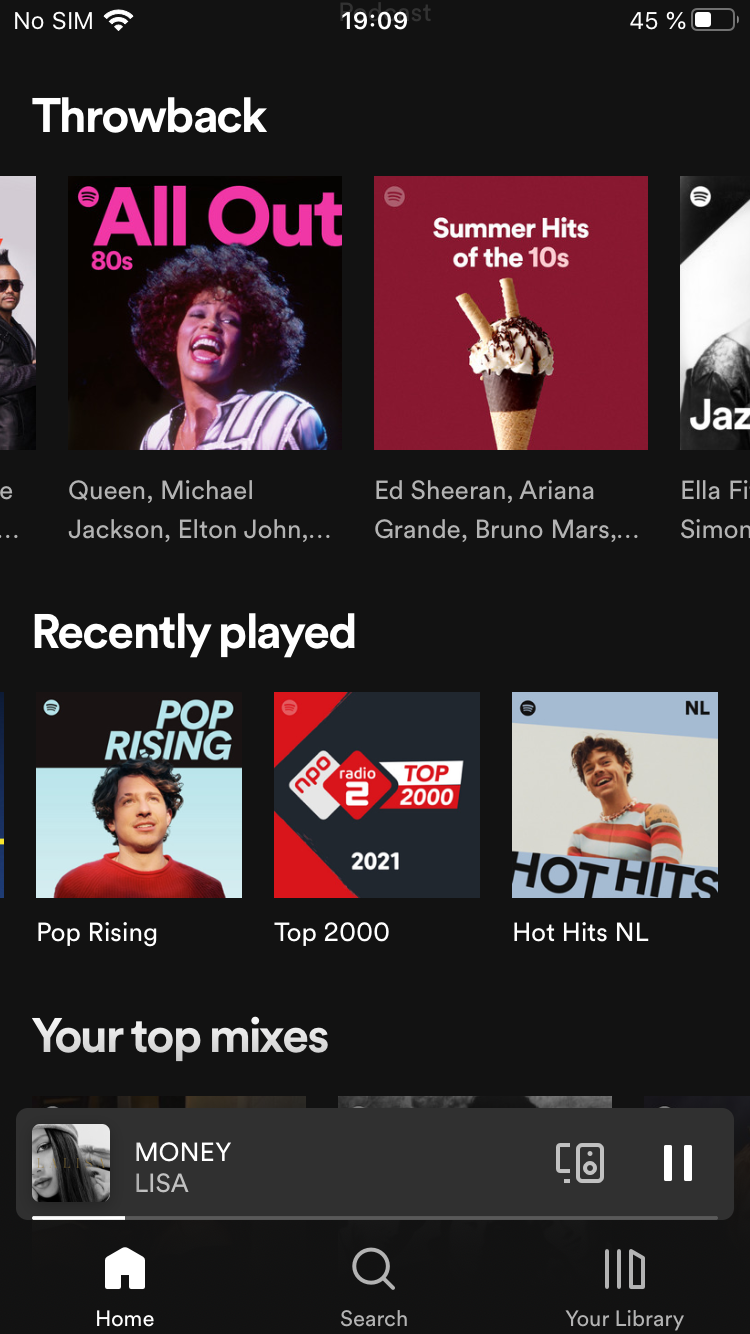 No SIM
19:09
45 %
Podcast
Throwback
All Out
80s
Summer Hits
of the 10s
Jaz
e
...
Queen, Michael
Jackson, Elton John,...
Ed Sheeran, Ariana
Grande, Bruno Mars,...
Ella Fi
Simon
Recently played
POP
RISING
npo
radio
2
TOP
2000
2021
NL
HOT HITS
Pop Rising
Top 2000
Hot Hits NL
Your top mixes
MONEY
LISA
Home
Search
Your Library